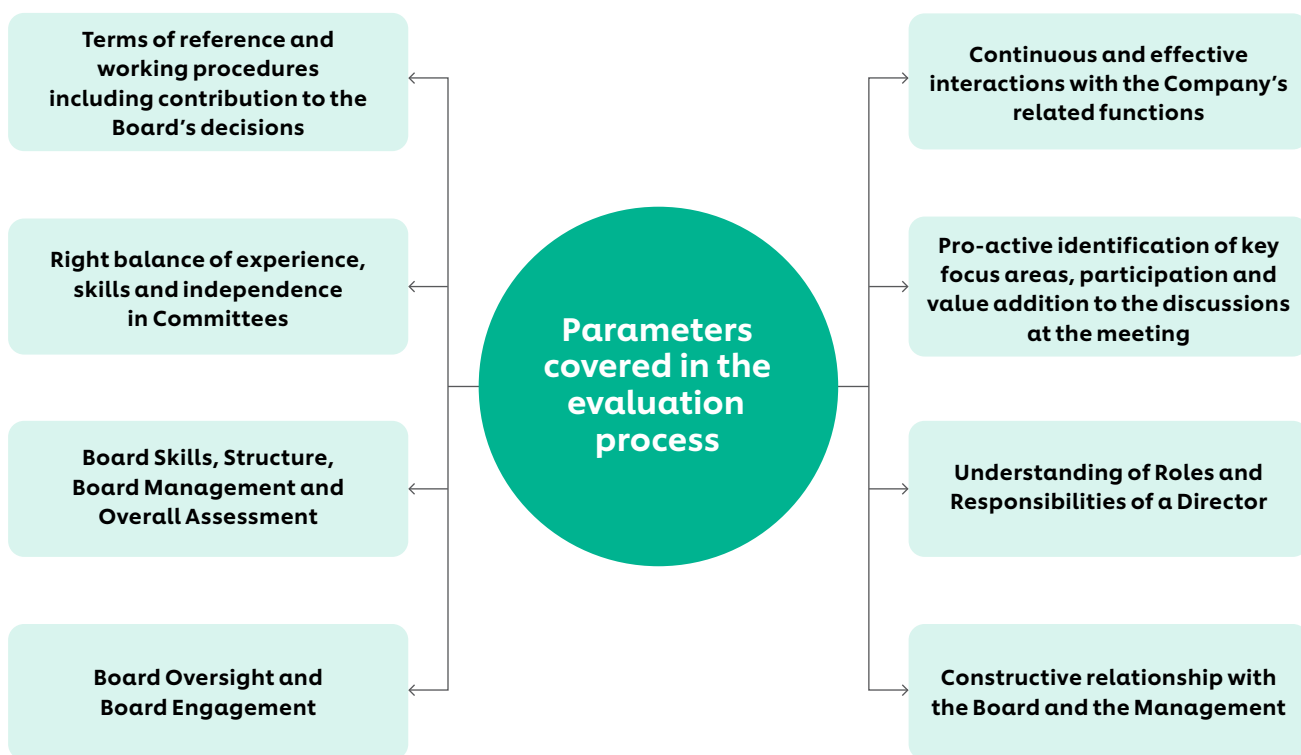 Terms of reference and
working procedures
including contribution to the
Board’s decisions
Right balance of experience,
skills and independence
in Committees
Board Skills, Structure,
Board Management and
Overall Assessment
Board Oversight and
Board Engagement
Parameters
covered in the
evaluation
process
Continuous and effective
interactions with the Company’s
related functions
Pro-active identification of key
focus areas, participation and
value addition to the discussions
at the meeting
Understanding of Roles and
Responsibilities of a Director
Constructive relationship with
the Board and the Management